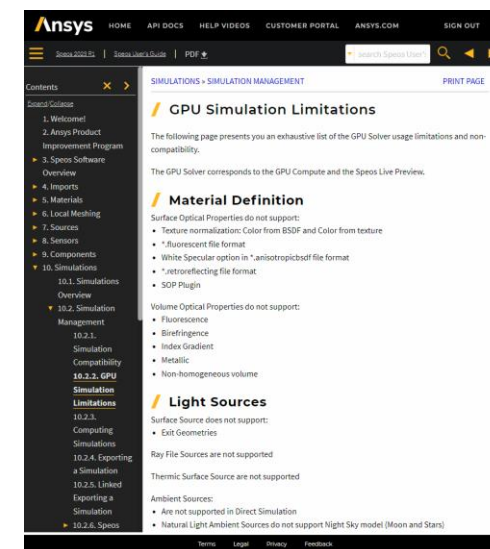 Ansys
HOME
API DOCS
HELP VIDEOS
CUSTOMER PORTAL
ANSYS.COM
SIGN OUT
Speos 2023 R1
Speos User's Guide
PDF
Search Speos User's
Contents
Expand/Collapse
1. Welcome!
2. Ansys Product
Improvement Program
3. Speos Software
Overview
4. Imports
5. Materials
6. Local Meshing
7. Sources
8. Sensors
9. Components
10. Simulations
10.1. Simulations
Overview
10.2. Simulation
Management
10.2.1.
Simulation
Compatibility
10.2.2. GPU
Simulation
Limitations
10.2.3.
Computing
Simulations
10.2.4. Exporting
a Simulation
10.2.5. Linked
Exporting a
Simulation
10.2.6. Speos
SIMULATIONS » SIMULATION MANAGEMENT
PRINT PAGE
GPU Simulation Limitations
The following page presents you an exhaustive list of the GPU Solver usage limitations and non-
compatibility.
The GPU Solver corresponds to the GPU Compute and the Speos Live Preview.
Material Definition
Surface Optical Properties do not support:
• Texture normalization: Color from BSDF and Color from texture
• *.fluorescent file format
• White Specular option in *.anisotropicbsdf file format
• *.retroreflecting file format
• SOP Plugin
Volume Optical Properties do not support:
• Fluorescence
• Birefringence
• Index Gradient
• Metallic
• Non-homogeneous volume
Light Sources
Surface Source does not support:
• Exit Geometries
Ray File Sources are not supported
Thermic Surface Source are not supported
Ambient Sources:
• Are not supported in Direct Simulation
• Natural Light Ambient Sources do not support Night Sky model (Moon and Stars)
Terms
Legal
Privacy
Feedback